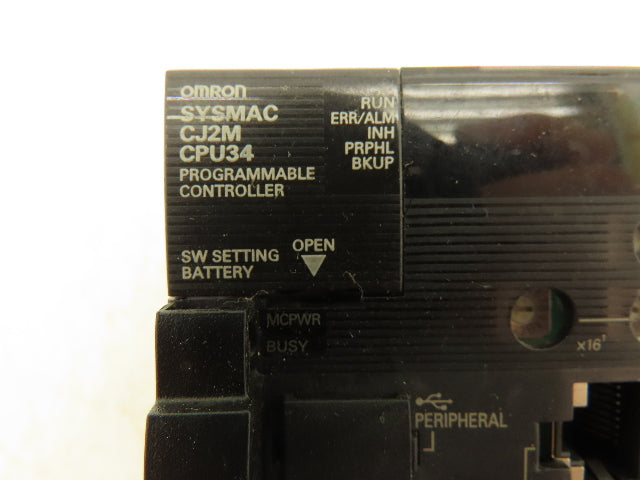 OMRON
SYSMAC
CJ2M
CPU34
PROGRAMMABLE
CONTROLLER
RUN
ERR/ALM
INH
PRPHL
BKUP
SW SETTING
BATTERY
OPEN
MCPWR
BUSY
x16¹
PERIPHERAL